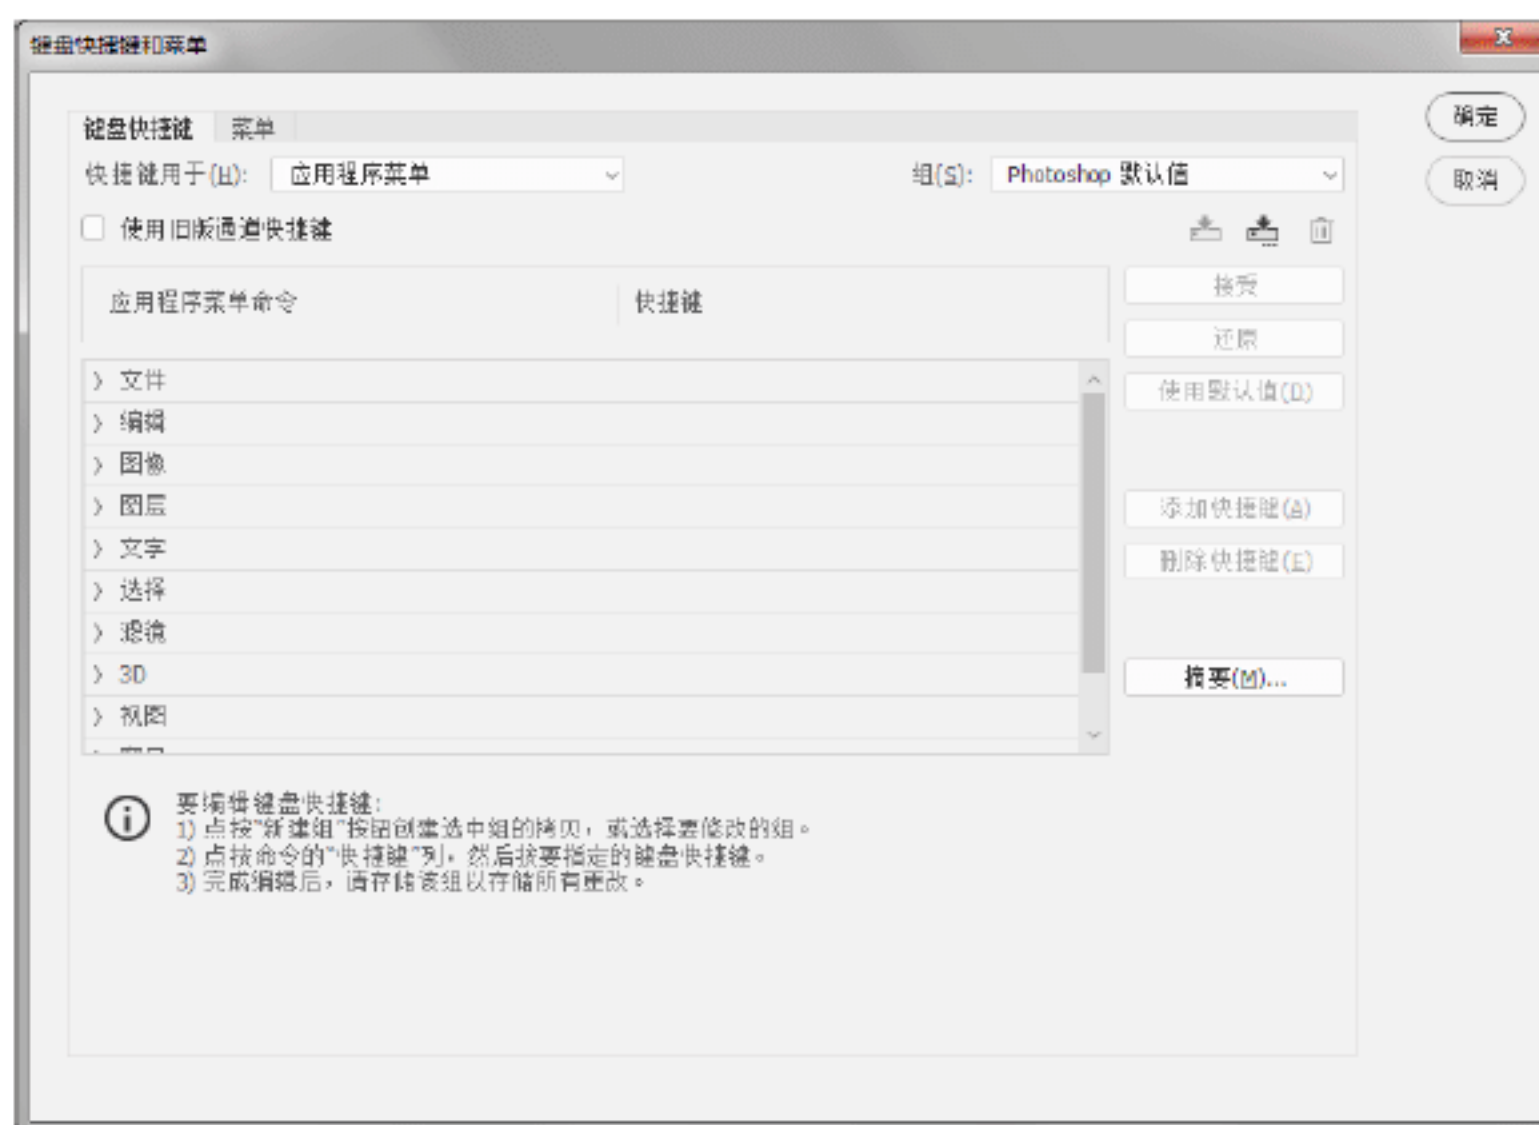 键盘快捷键和菜单
键盘快捷键 菜单
确定
快捷键用于(H): 应用程序菜单 组(S): Photoshop 默认值
取消
使用旧版通道快捷键
应用程序菜单命令 快捷键
接受
还原
文件
使用默认值(D)
编辑
图像
图层
添加快捷键(A)
文字
删除快捷键(E)
选择
滤镜
3D
摘要(M)...
视图
要编辑键盘快捷键:
1) 点按"新建组"按钮创建选中组的拷贝,或选择要修改的组。
2) 点按命令的"快捷键"列,然后按要指定的键盘快捷键。
3) 完成编辑后,请存储该组以存储所有更改。